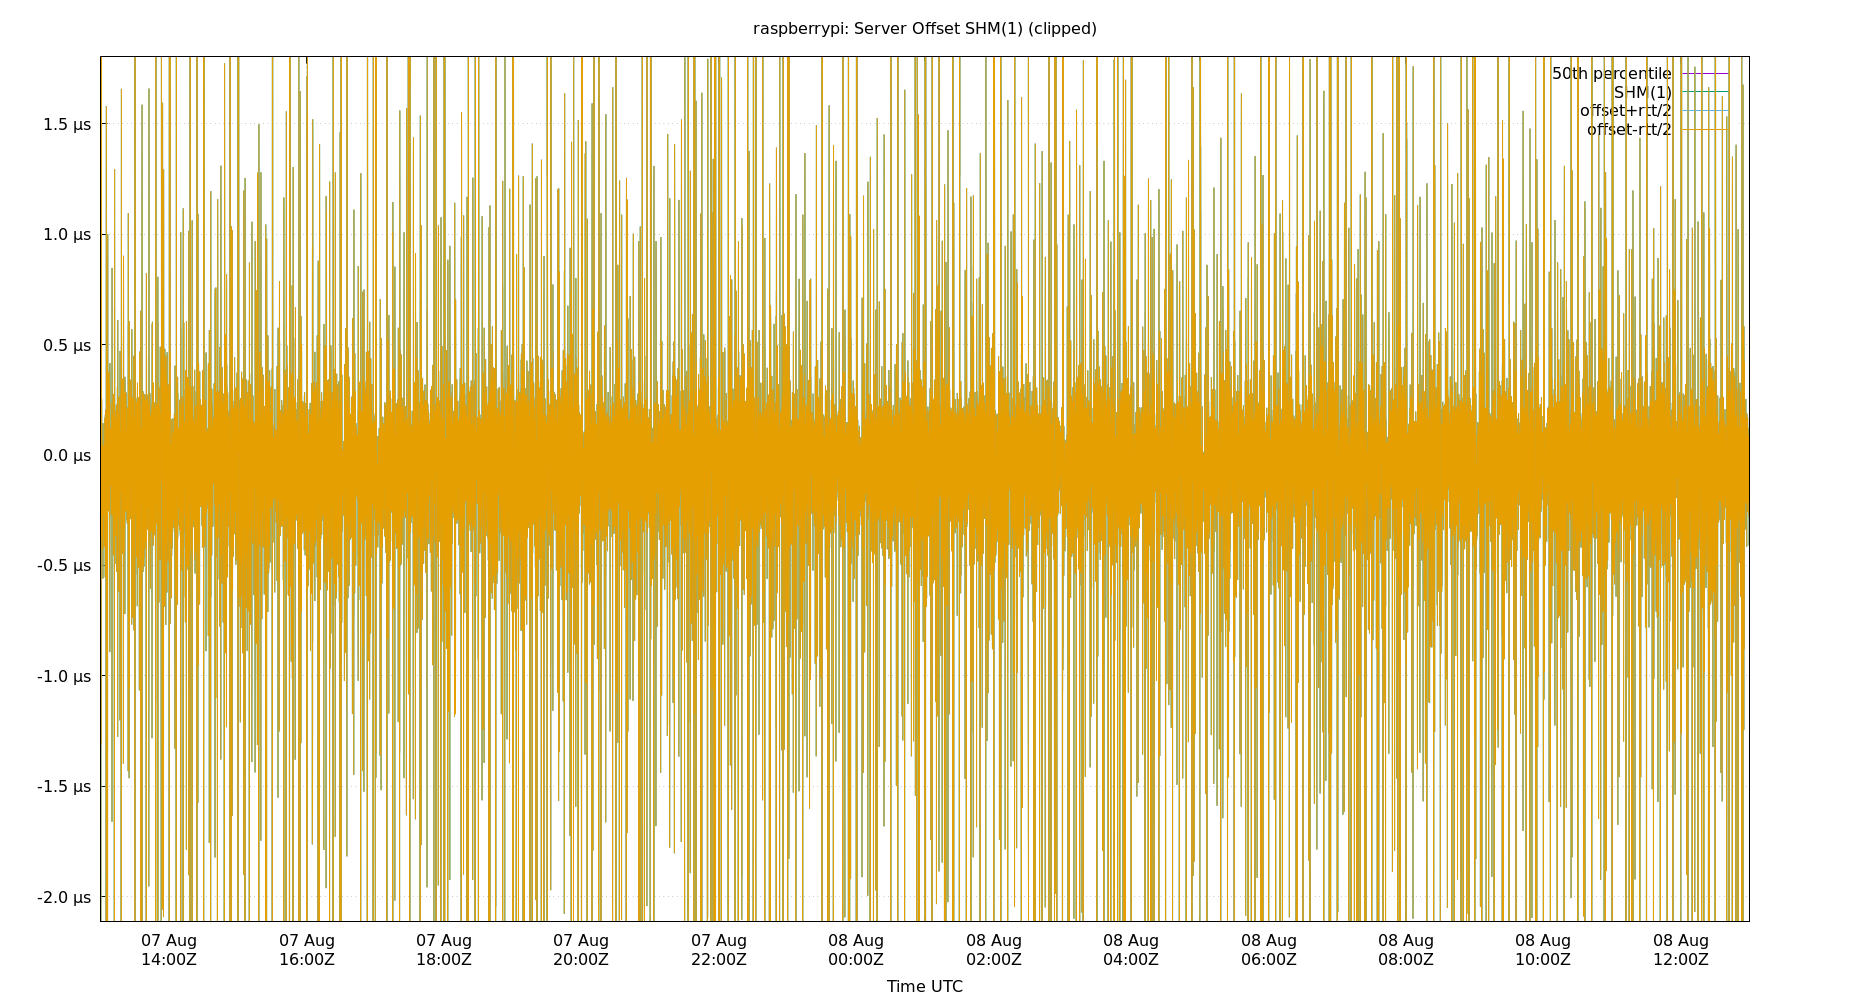 raspberrypi: Server Offset SHM(1) (clipped)
50th percentile
SHM(1)
offset+rtt/2
offset-rtt/2
1.5 µs
1.0 µs
0.5 µs
0.0 µs
-0.5 µs
-1.0 µs
-1.5 µs
-2.0 µs
07 Aug 07 Aug 07 Aug 07 Aug 07 Aug 08 Aug 08 Aug 08 Aug 08 Aug 08 Aug 08 Aug 08 Aug
14:00Z 16:00Z 18:00Z 20:00Z 22:00Z 00:00Z 02:00Z 04:00Z 06:00Z 08:00Z 10:00Z 12:00Z
Time UTC